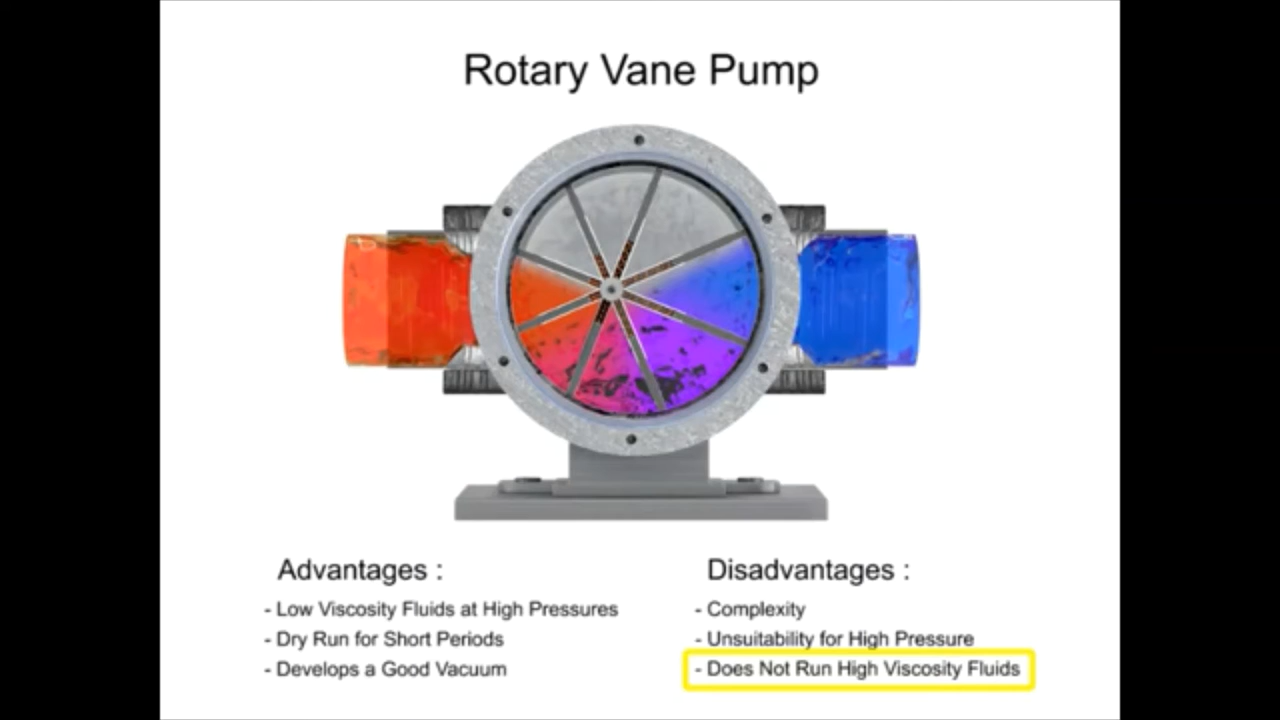 Rotary Vane Pump
Advantages :
- Low Viscosity Fluids at High Pressures
- Dry Run for Short Periods
- Develops a Good Vacuum
Disadvantages :
- Complexity
- Unsuitability for High Pressure
- Does Not Run High Viscosity Fluids